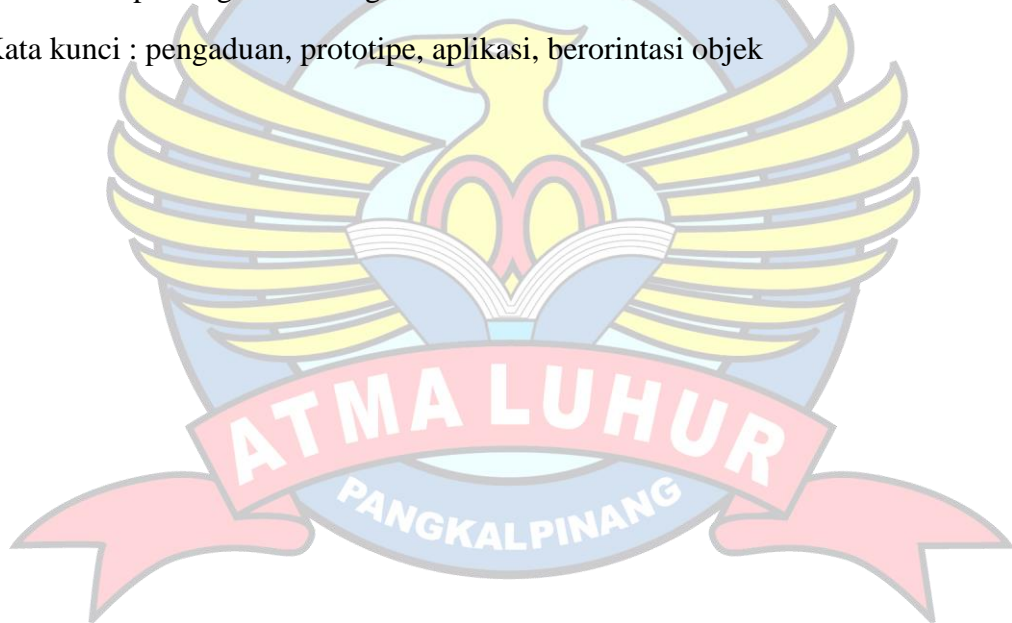 Kata kunci : pengaduan, prototipe, aplikasi, berorintasi objek
ATMA LUHUR
PANGKALPINANG